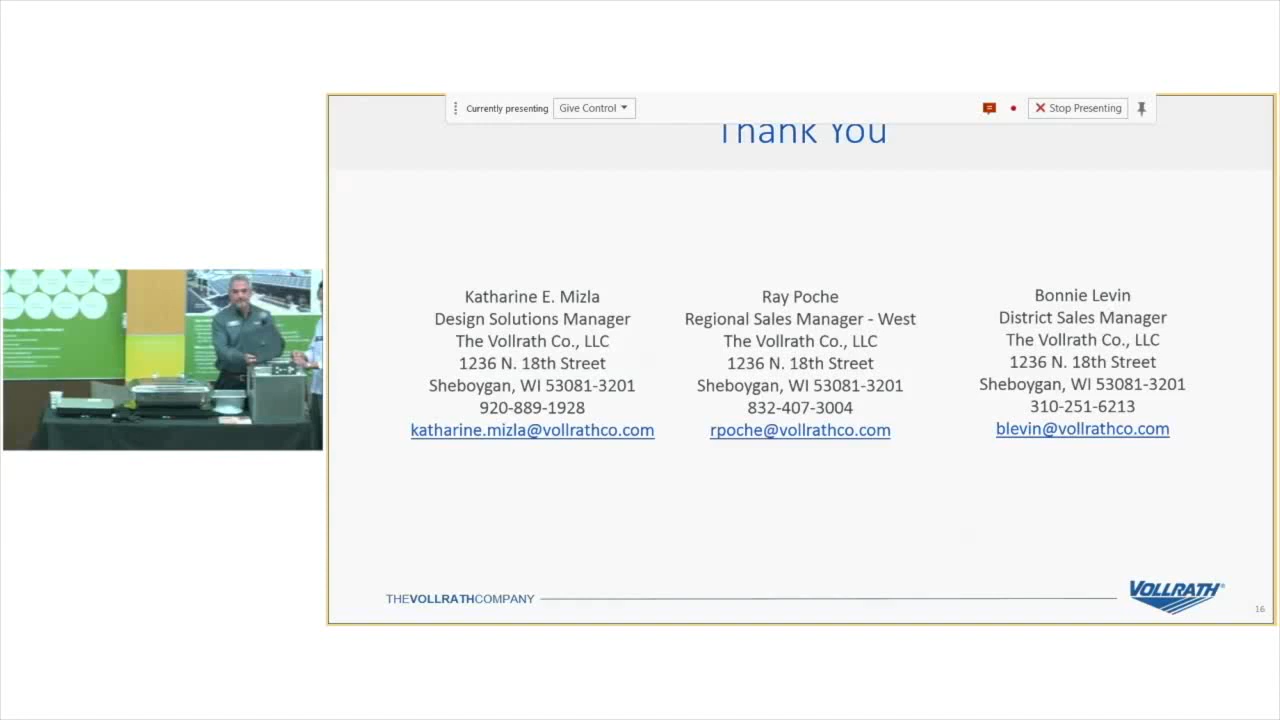 Currently presenting
Give Control
Stop Presenting
Thank You
Katharine E. Mizla
Design Solutions Manager
The Vollrath Co., LLC
1236 N. 18th Street
Sheboygan, WI 53081-3201
920-889-1928
katharine.mizla@vollrathco.com
Ray Poche
Regional Sales Manager - West
The Vollrath Co., LLC
1236 N. 18th Street
Sheboygan, WI 53081-3201
832-407-3004
rpoche@vollrathco.com
Bonnie Levin
District Sales Manager
The Vollrath Co., LLC
1236 N. 18th Street
Sheboygan, WI 53081-3201
310-251-6213
blevin@vollrathco.com
THEVOLLRATHCOMPANY
VOLLRATH®
16